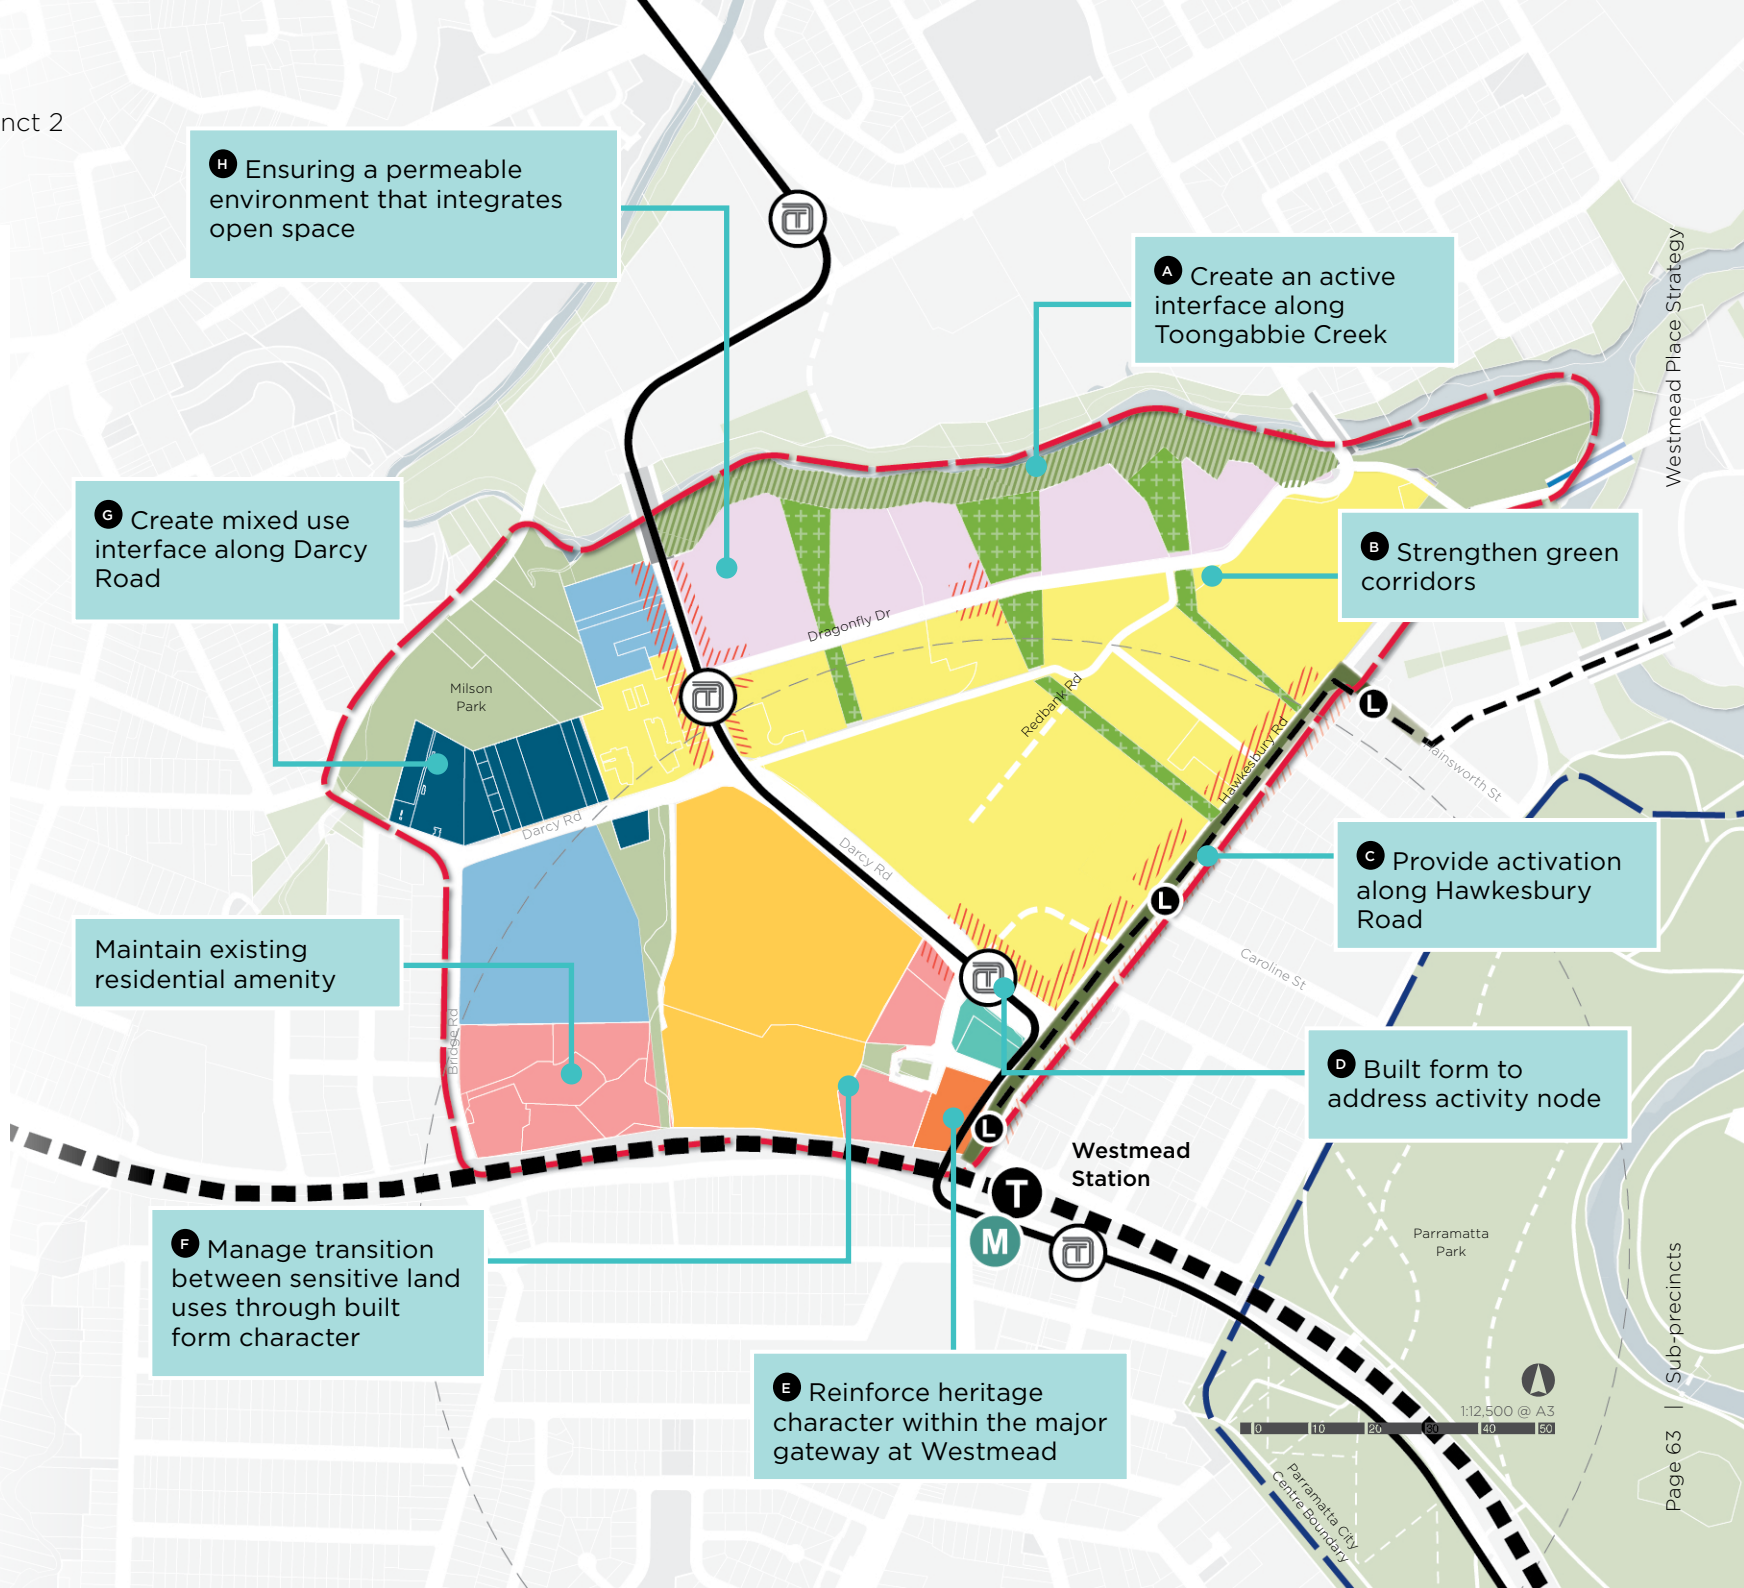 nct 2
H Ensuring a permeable
environment that integrates
open space
A Create an active
interface along
Toongabbie Creek
Westmead Place Strategy
G Create mixed use
interface along Darcy
Road
B Strengthen green
corridors
Dragonfly Dr
Milson
Park
Redbank Rd
Hawkesbury Rd
L
Hainsworth St
Darcy Rd
Darcy Rd
C Provide activation
along Hawkesbury
Road
L
Maintain existing
residential amenity
Caroline St
Bridge Rd
D Built form to
address activity node
L
Westmead
Station
T
M
F Manage transition
between sensitive land
uses through built
form character
Parramatta
Park
E Reinforce heritage
character within the major
gateway at Westmead
1:12,500 @ A3
0 10 20 30 40 50
Parramatta City
Centre Boundary
Page 63 | Sub-precincts